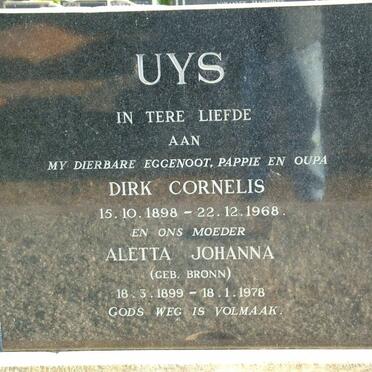 UYS
IN TERE LIEFDE
AAN
MY DIERBARE EGGENOOT, PAPPIE EN OUPA
DIRK CORNELIS
15.10.1898 - 22.12.1968.
EN ONS MOEDER
ALETTA JOHANNA
(GEB. BRONN)
18.3.1899 - 18.1.1978
GODS WEG IS VOLMAAK.